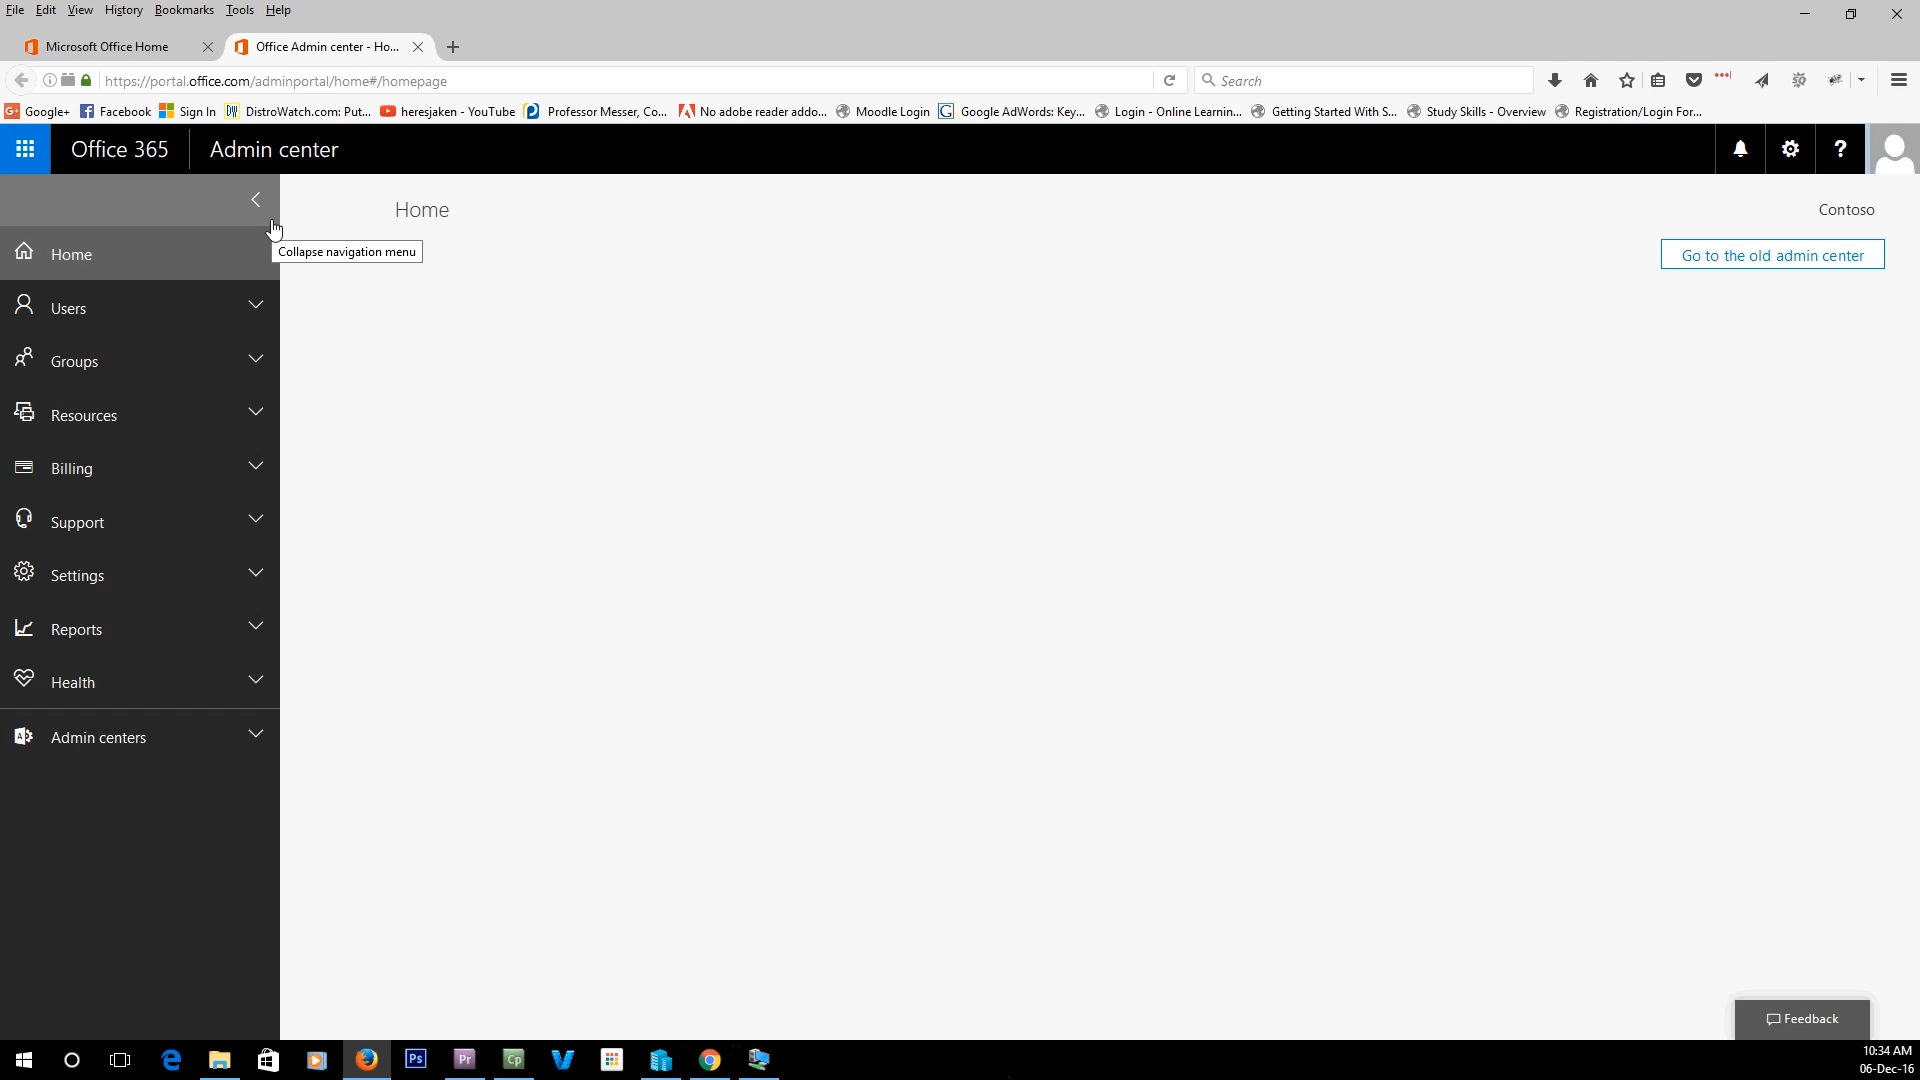 File Edit View History Bookmarks Tools Help
Microsoft Office Home
Office Admin center - Ho...
https://portal.office.com/adminportal/home#/homepage
Search
Google+ Facebook Sign In DistroWatch.com: Put... heresjaken - YouTube Professor Messer, Co... No adobe reader addo... Moodle Login Google AdWords: Key... Login - Online Learnin... Getting Started With S... Study Skills - Overview Registration/Login For...
Office 365 Admin center
Home
Contoso
Home
Collapse navigation menu
Go to the old admin center
Users
Groups
Resources
Billing
Support
Settings
Reports
Health
Admin centers
Feedback
Ps Pr Cp
10:34 AM
06-Dec-16